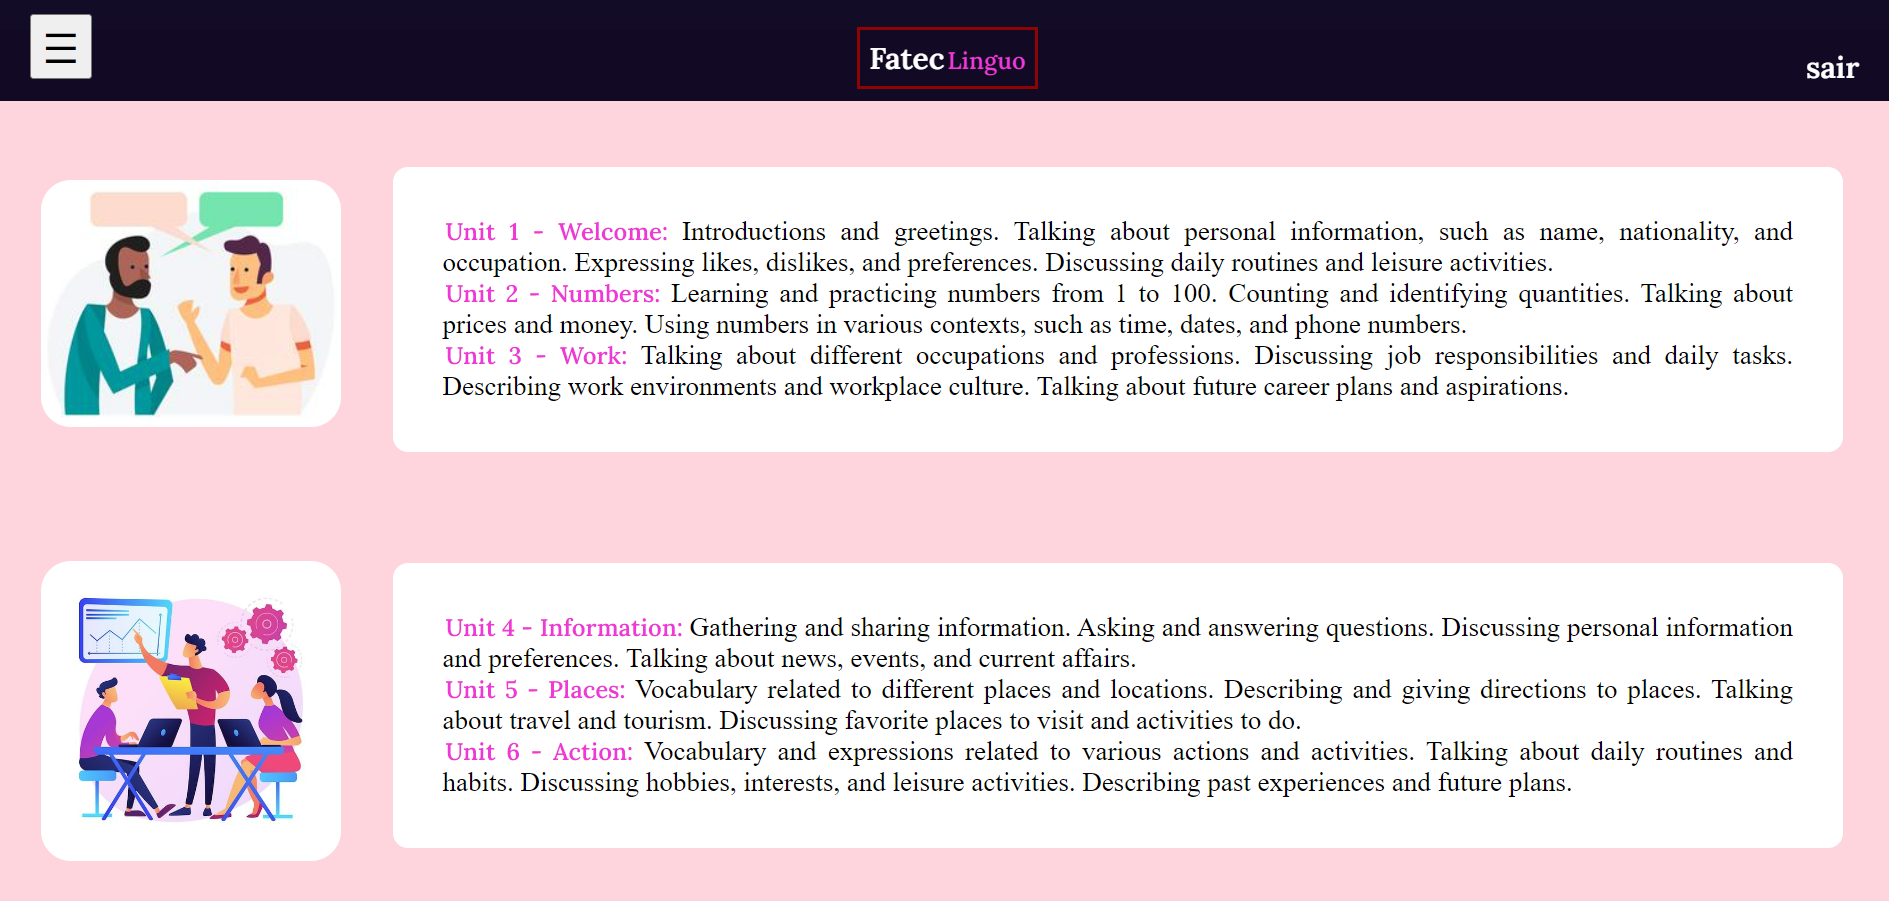 ☰
Fatec Linguo
sair
Unit 1 - Welcome: Introductions and greetings. Talking about personal information, such as name, nationality, and
occupation. Expressing likes, dislikes, and preferences. Discussing daily routines and leisure activities.
Unit 2 - Numbers: Learning and practicing numbers from 1 to 100. Counting and identifying quantities. Talking about
prices and money. Using numbers in various contexts, such as time, dates, and phone numbers.
Unit 3 - Work: Talking about different occupations and professions. Discussing job responsibilities and daily tasks.
Describing work environments and workplace culture. Talking about future career plans and aspirations.
Unit 4 - Information: Gathering and sharing information. Asking and answering questions. Discussing personal information
and preferences. Talking about news, events, and current affairs.
Unit 5 - Places: Vocabulary related to different places and locations. Describing and giving directions to places. Talking
about travel and tourism. Discussing favorite places to visit and activities to do.
Unit 6 - Action: Vocabulary and expressions related to various actions and activities. Talking about daily routines and
habits. Discussing hobbies, interests, and leisure activities. Describing past experiences and future plans.